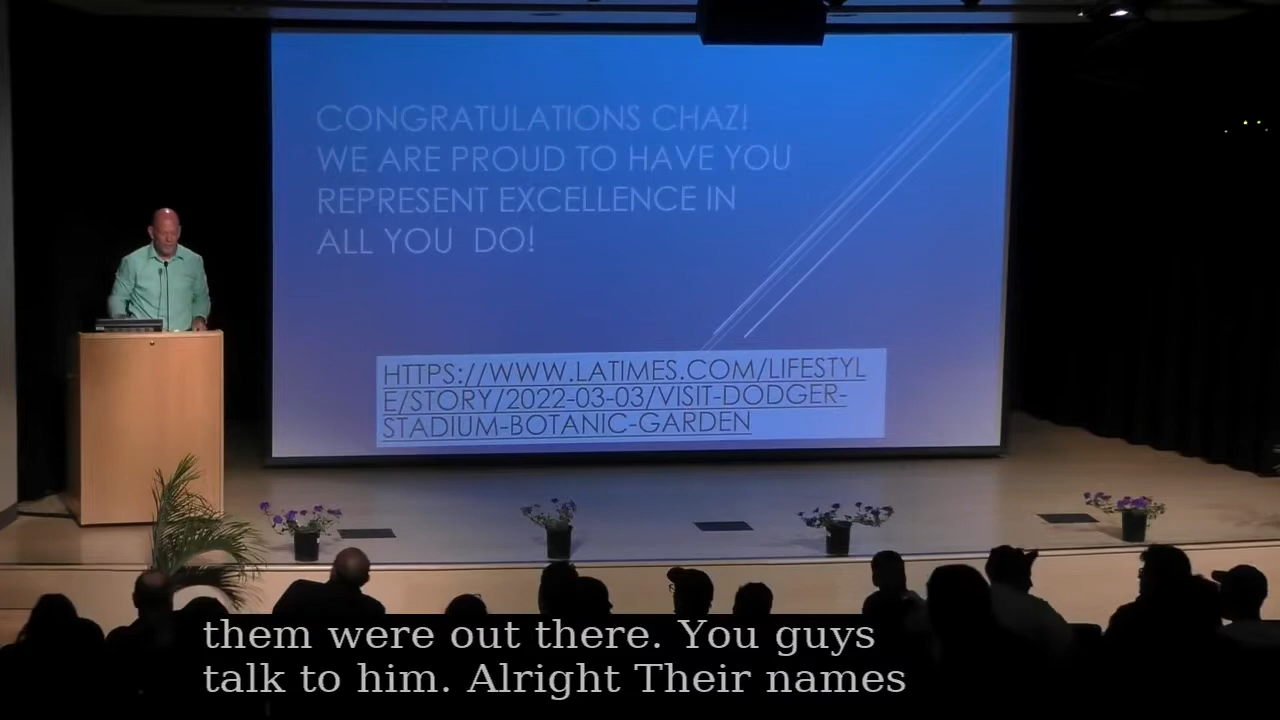 CONGRATULATIONS CHAZ!
WE ARE PROUD TO HAVE YOU
REPRESENT EXCELLENCE IN
ALL YOU DO!
HTTPS://WWW.LATIMES.COM/LIFESTYL
E/STORY/2022-03-03/VISIT-DODGER-
STADIUM-BOTANIC-GARDEN
them were out there. You guys
talk to him. Alright Their names